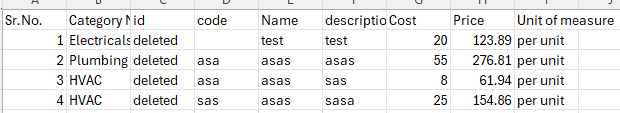 Sr.No. Category N id code Name descriptio Cost Price Unit of measure
1 Electricals deleted test test 20 123.89 per unit
2 Plumbing deleted asa asas asas 55 276.81 per unit
3 HVAC deleted asa asas sas 8 61.94 per unit
4 HVAC deleted sas asas sasa 25 154.86 per unit